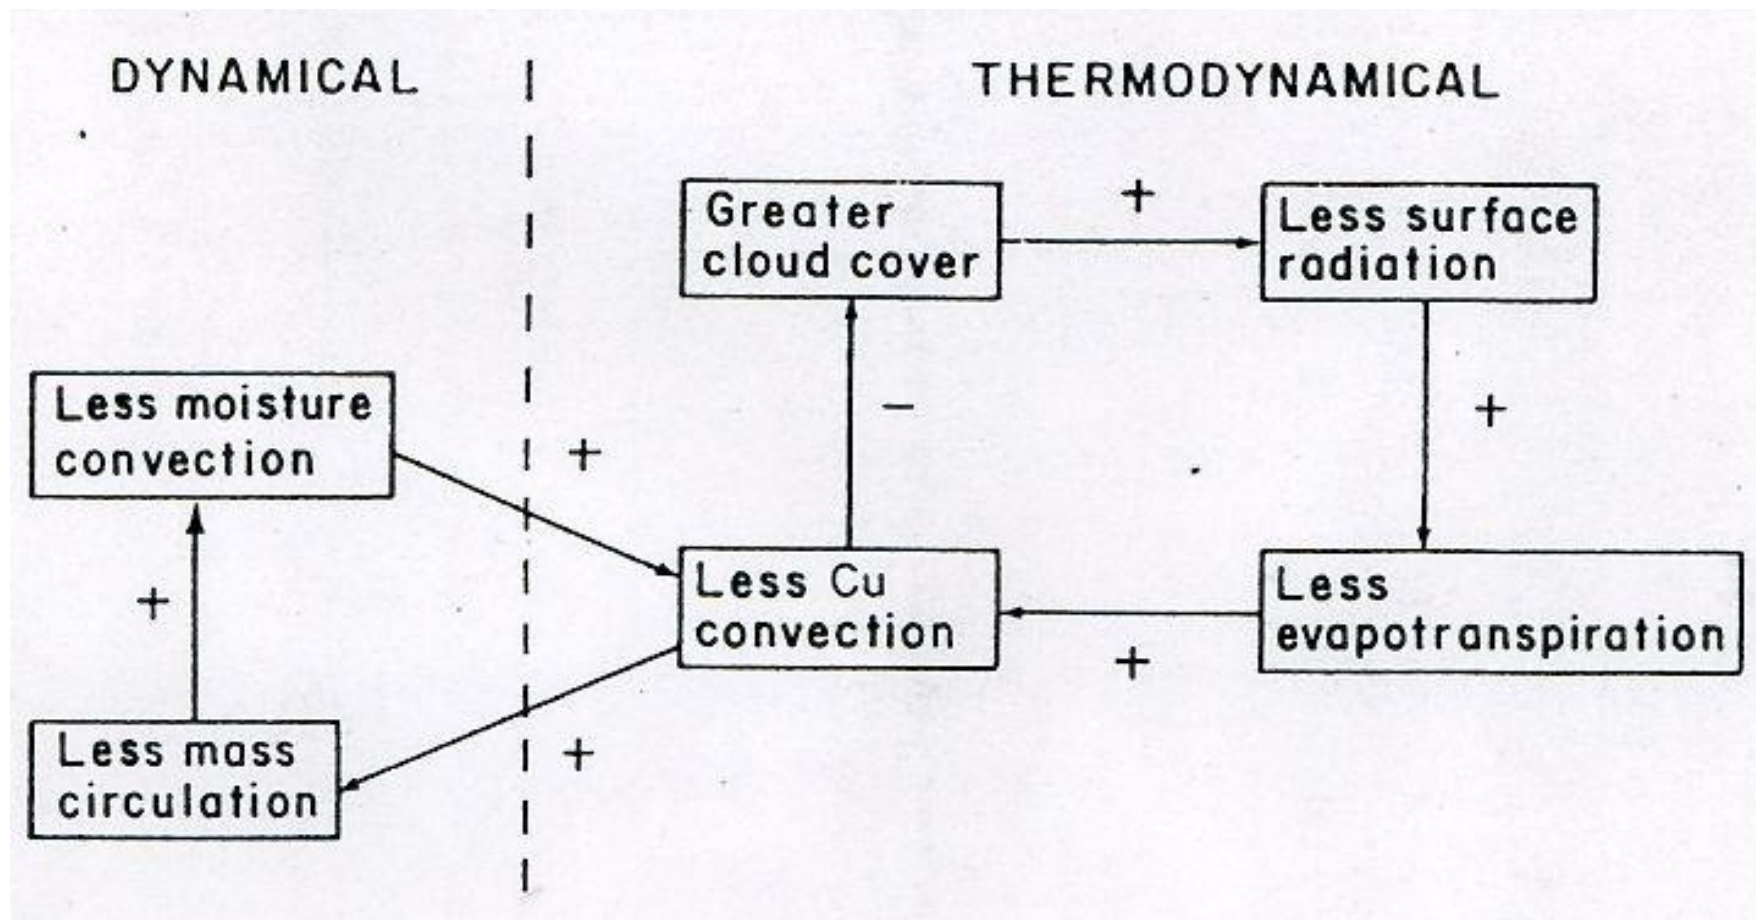 DYNAMICAL
THERMODYNAMICAL
Greater
cloud cover
+
Less surface
radiation
Less moisture
convection
+
−
+
+
Less Cu
convection
+
Less
evapotranspiration
+
Less mass
circulation
+